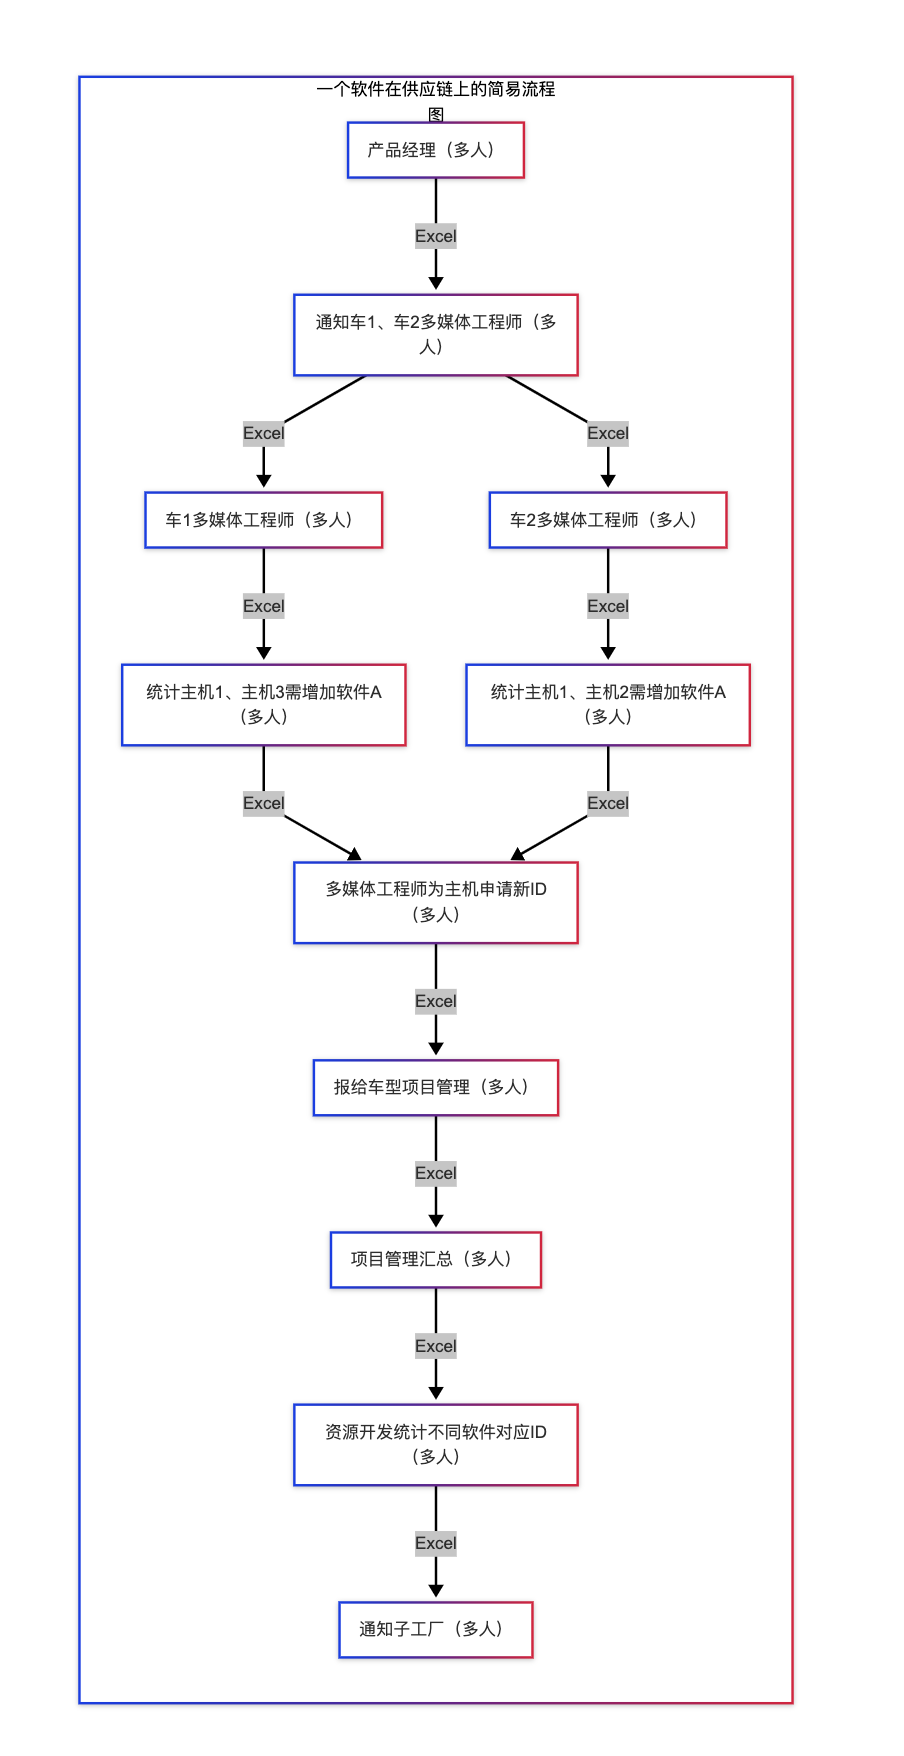 一个软件在供应链上的简易流程
图
产品经理（多人）
Excel
通知车1、车2多媒体工程师（多
人）
Excel
Excel
车1多媒体工程师（多人）
车2多媒体工程师（多人）
Excel
Excel
统计主机1、主机3需增加软件A
（多人）
统计主机1、主机2需增加软件A
（多人）
Excel
Excel
多媒体工程师为主机申请新ID
（多人）
Excel
报给车型项目管理（多人）
Excel
项目管理汇总（多人）
Excel
资源开发统计不同软件对应ID
（多人）
Excel
通知子工厂（多人）